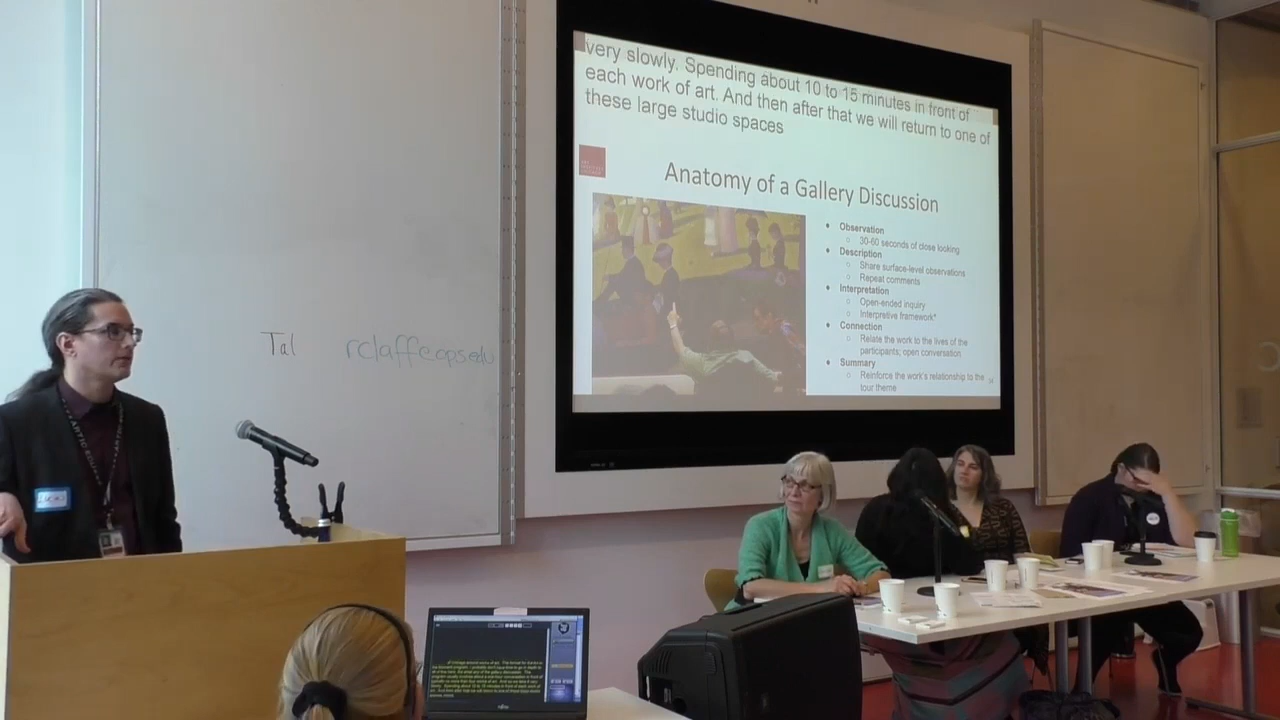 very slowly. Spending about 10 to 15 minutes in front of
each work of art. And then after that we will return to one of
these large studio spaces
Anatomy of a Gallery Discussion
• Observation
○ 30-60 seconds of close looking
• Description
○ Share surface-level observations
○ Repeat comments
• Interpretation
○ Open-ended inquiry
○ Interpretive framework*
• Connection
○ Relate the work to the lives of the
participants; open conversation
• Summary
○ Reinforce the work's relationship to the
tour theme
Tal rclaffecps.edu